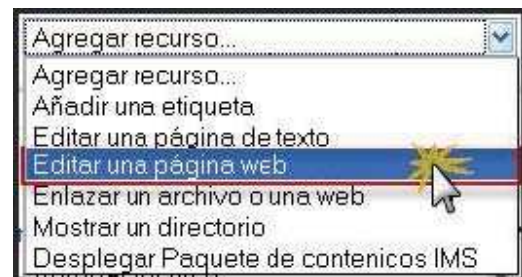 Agregar recurso...
Agregar recurso...
Añadir una etiqueta
Editar una página de texto
Editar una página web
Enlazar un archivo o una web
Mostrar un directorio
Desplegar Paquete de contenicos IMS